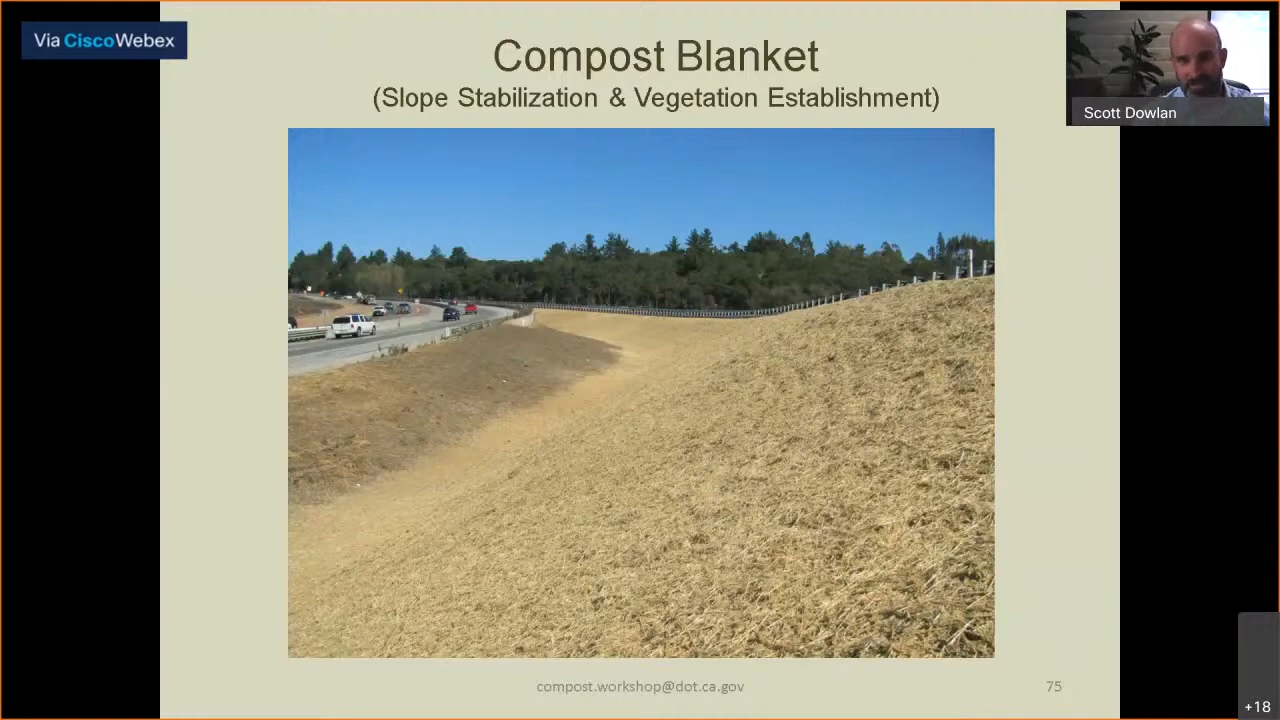 Via Cisco Webex
Compost Blanket
(Slope Stabilization & Vegetation Establishment)
Scott Dowlan
compost.workshop@dot.ca.gov
75
+18